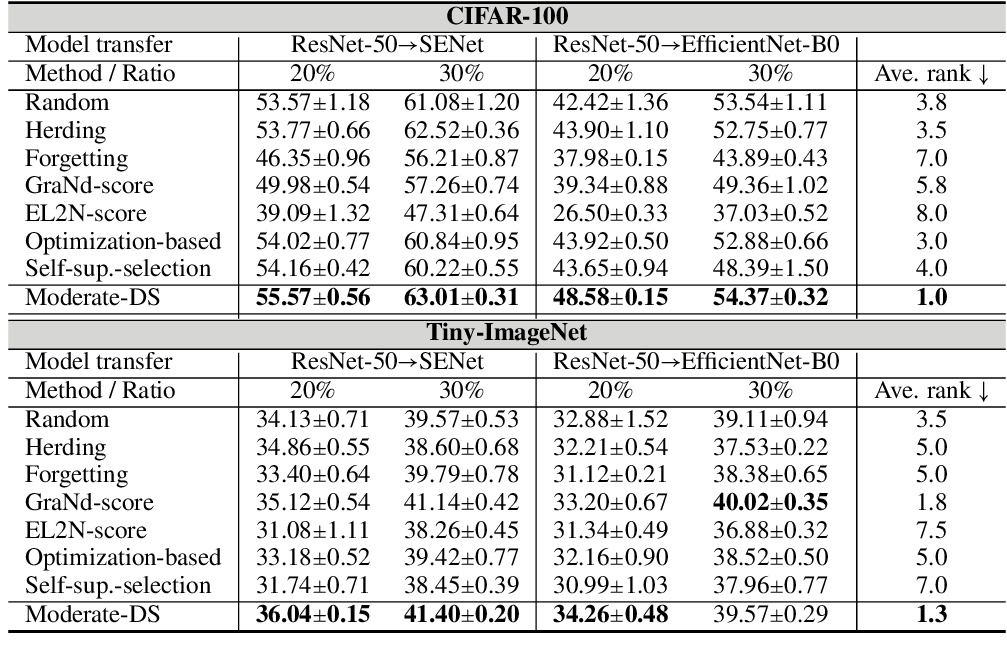 CIFAR-100
Model transfer ResNet-50→SENet ResNet-50→EfficientNet-B0
Method / Ratio 20% 30% 20% 30% Ave. rank ↓
Random 53.57±1.18 61.08±1.20 42.42±1.36 53.54±1.11 3.8
Herding 53.77±0.66 62.52±0.36 43.90±1.10 52.75±0.77 3.5
Forgetting 46.35±0.96 56.21±0.87 37.98±0.15 43.89±0.43 7.0
GraNd-score 49.98±0.54 57.26±0.74 39.34±0.88 49.36±1.02 5.8
EL2N-score 39.09±1.32 47.31±0.64 26.50±0.33 37.03±0.52 8.0
Optimization-based 54.02±0.77 60.84±0.95 43.92±0.50 52.88±0.66 3.0
Self-sup.-selection 54.16±0.42 60.22±0.55 43.65±0.94 48.39±1.50 4.0
Moderate-DS 55.57±0.56 63.01±0.31 48.58±0.15 54.37±0.32 1.0
Tiny-ImageNet
Model transfer ResNet-50→SENet ResNet-50→EfficientNet-B0
Method / Ratio 20% 30% 20% 30% Ave. rank ↓
Random 34.13±0.71 39.57±0.53 32.88±1.52 39.11±0.94 3.5
Herding 34.86±0.55 38.60±0.68 32.21±0.54 37.53±0.22 5.0
Forgetting 33.40±0.64 39.79±0.78 31.12±0.21 38.38±0.65 5.0
GraNd-score 35.12±0.54 41.14±0.42 33.20±0.67 40.02±0.35 1.8
EL2N-score 31.08±1.11 38.26±0.45 31.34±0.49 36.88±0.32 7.5
Optimization-based 33.18±0.52 39.42±0.77 32.16±0.90 38.52±0.50 5.0
Self-sup.-selection 31.74±0.71 38.45±0.39 30.99±1.03 37.96±0.77 7.0
Moderate-DS 36.04±0.15 41.40±0.20 34.26±0.48 39.57±0.29 1.3